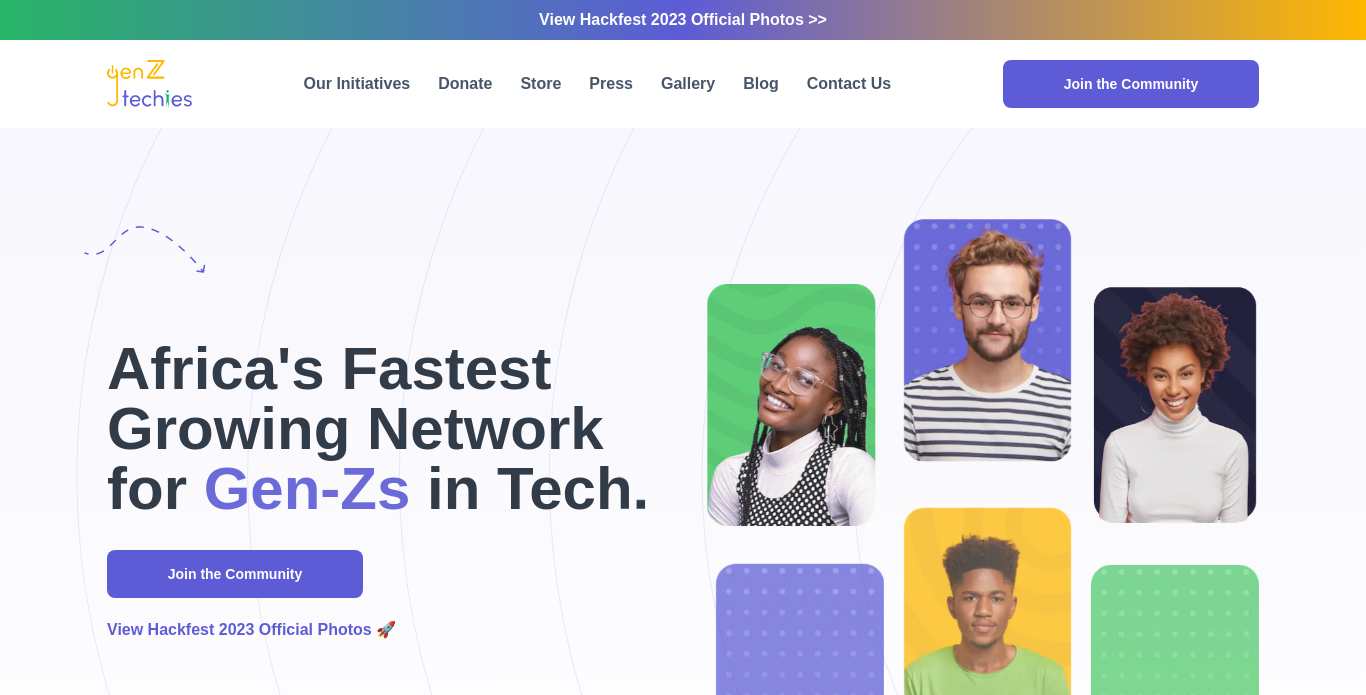 View Hackfest 2023 Official Photos >>
gen Z
techies
Our Initiatives
Donate
Store
Press
Gallery
Blog
Contact Us
Join the Community
Africa's Fastest
Growing Network
for Gen-Zs in Tech.
Join the Community
View Hackfest 2023 Official Photos 🚀